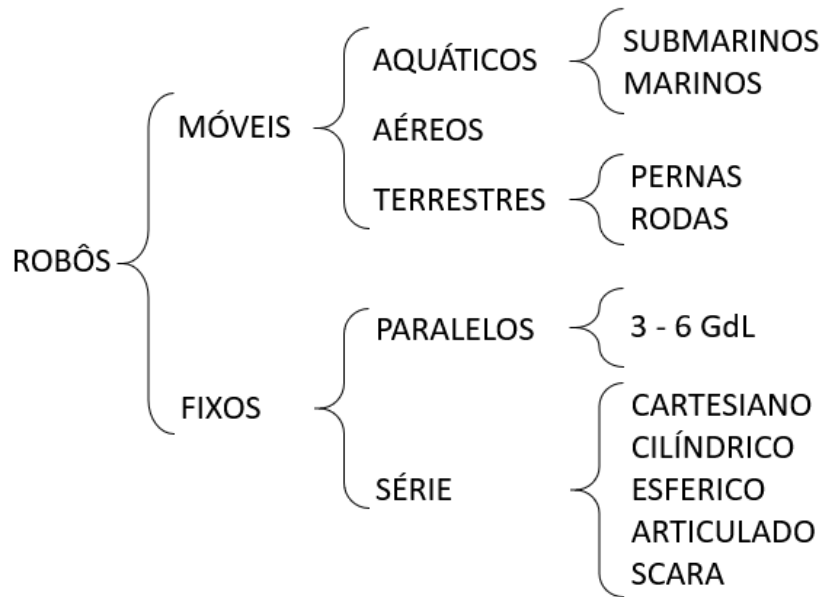 ROBÔS
MÓVEIS
AQUÁTICOS
SUBMARINOS
MARINOS
AÉREOS
TERRESTRES
PERNAS
RODAS
FIXOS
PARALELOS
3 - 6 GdL
SÉRIE
CARTESIANO
CILÍNDRICO
ESFERICO
ARTICULADO
SCARA